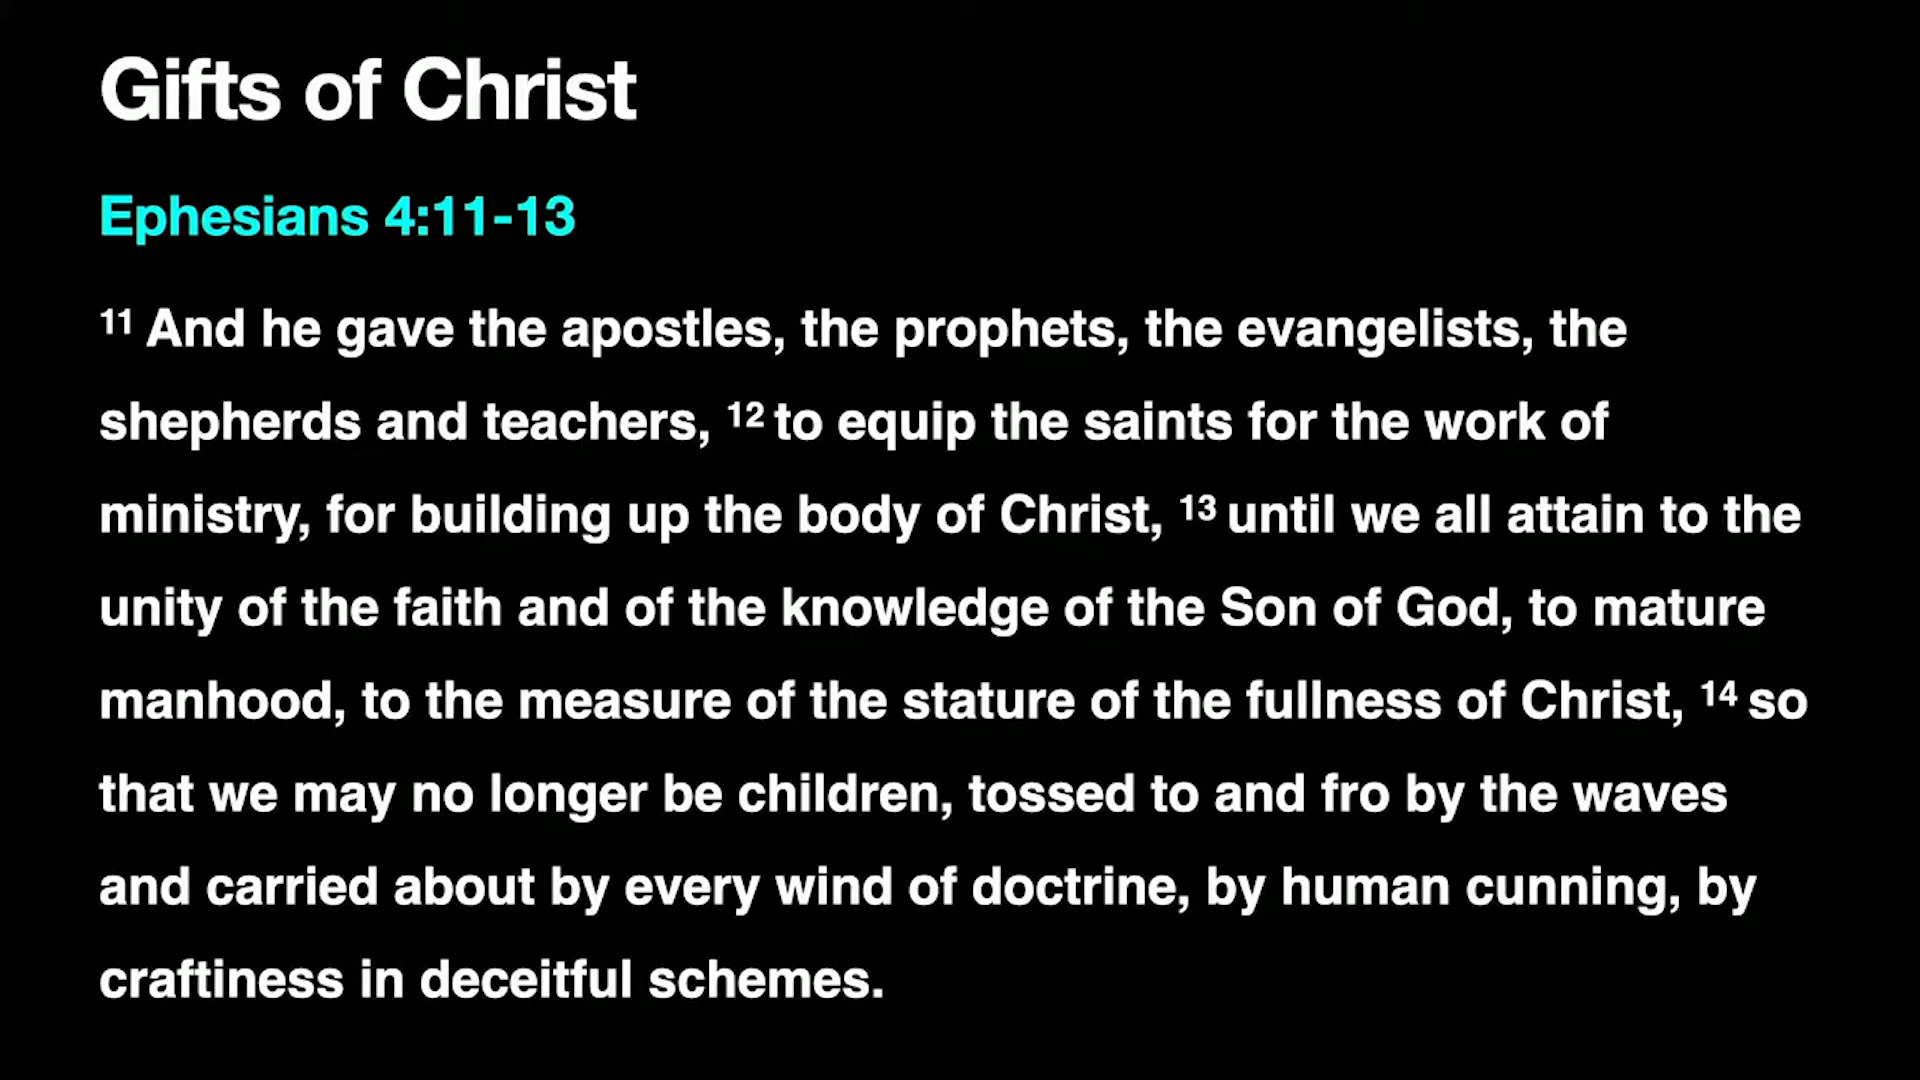 Gifts of Christ
Ephesians 4:11-13
11 And he gave the apostles, the prophets, the evangelists, the
shepherds and teachers, 12 to equip the saints for the work of
ministry, for building up the body of Christ, 13 until we all attain to the
unity of the faith and of the knowledge of the Son of God, to mature
manhood, to the measure of the stature of the fullness of Christ, 14 so
that we may no longer be children, tossed to and fro by the waves
and carried about by every wind of doctrine, by human cunning, by
craftiness in deceitful schemes.